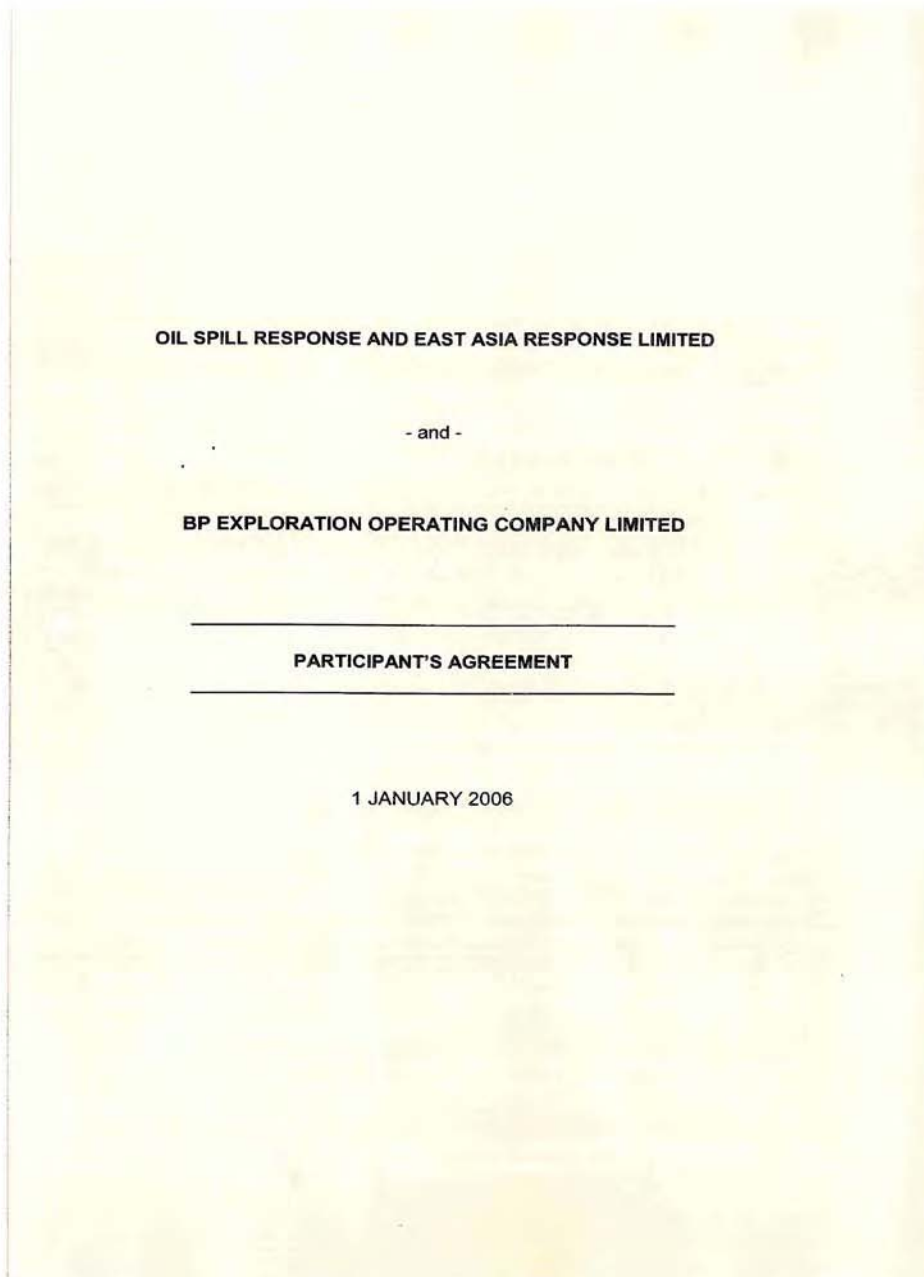 OIL SPILL RESPONSE AND EAST ASIA RESPONSE LIMITED
- and -
BP EXPLORATION OPERATING COMPANY LIMITED
PARTICIPANT'S AGREEMENT
1 JANUARY 2006